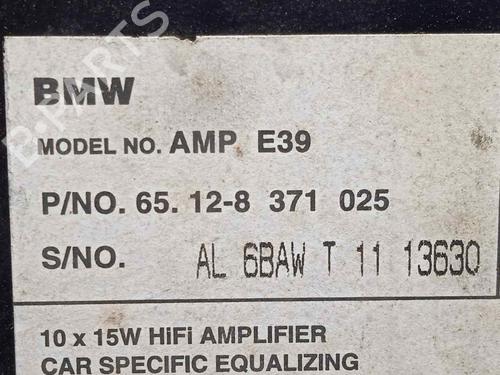 BMW
MODEL NO. AMP E39
P/NO. 65. 12-8 371 025
S/NO. AL 6BAW T 11 13630
10 x 15W HiFi AMPLIFIER
CAR SPECIFIC EQUALIZING
B-PARTS